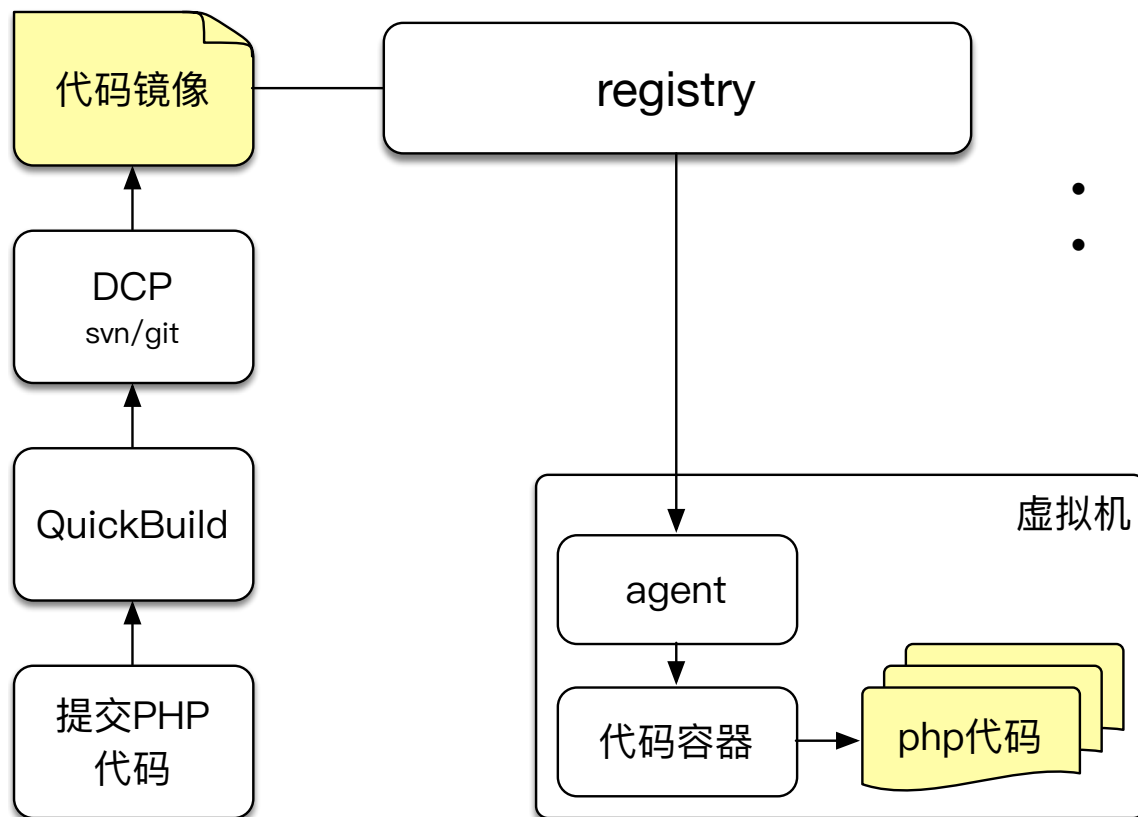 代码镜像
registry
•
•
DCP
svn/git
QuickBuild
提交PHP
代码
虚拟机
agent
代码容器
php代码